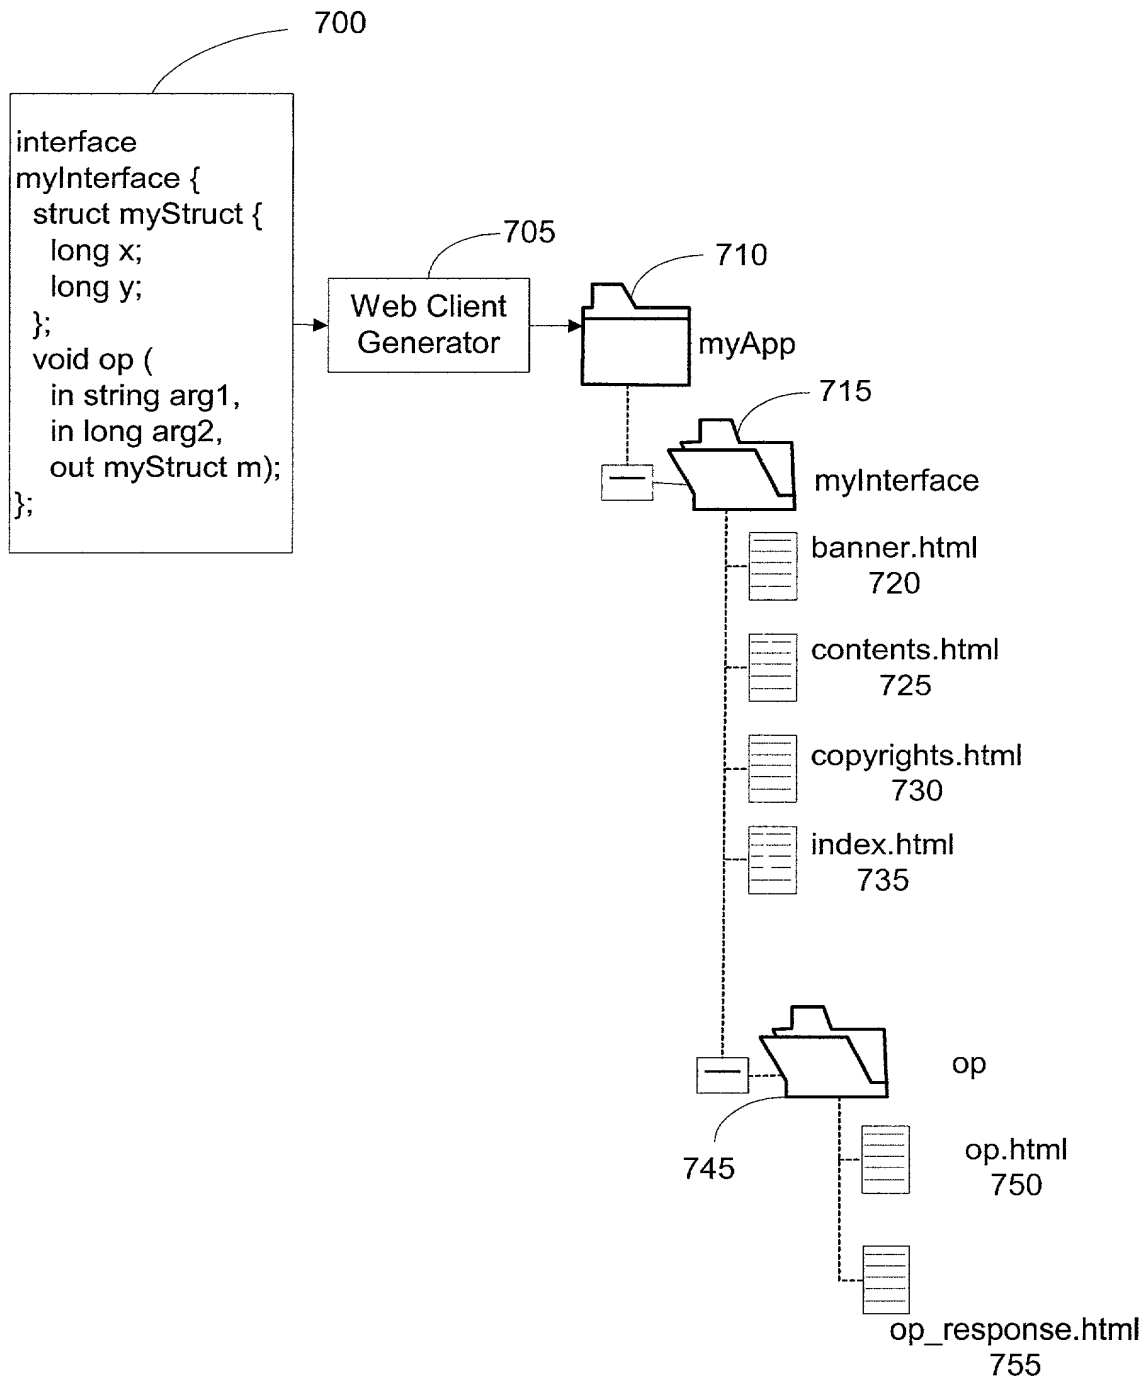 700
interface
myInterface {
struct myStruct {
long x;
long y;
};
void op (
in string arg1,
in long arg2,
out myStruct m);
};
705
Web Client
Generator
710
myApp
715
myInterface
banner.html
720
contents.html
725
copyrights.html
730
index.html
735
op
745
op.html
750
op_response.html
755